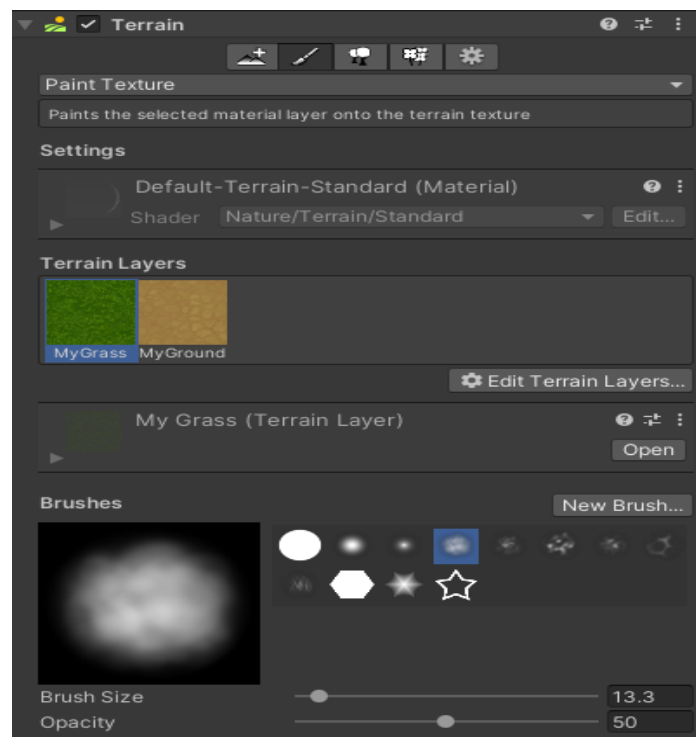 Terrain
Paint Texture
Paints the selected material layer onto the terrain texture
Settings
Default-Terrain-Standard (Material)
Shader Nature/Terrain/Standard Edit...
Terrain Layers
MyGrass MyGround
Edit Terrain Layers...
My Grass (Terrain Layer)
Open
Brushes New Brush...
Brush Size 13.3
Opacity 50